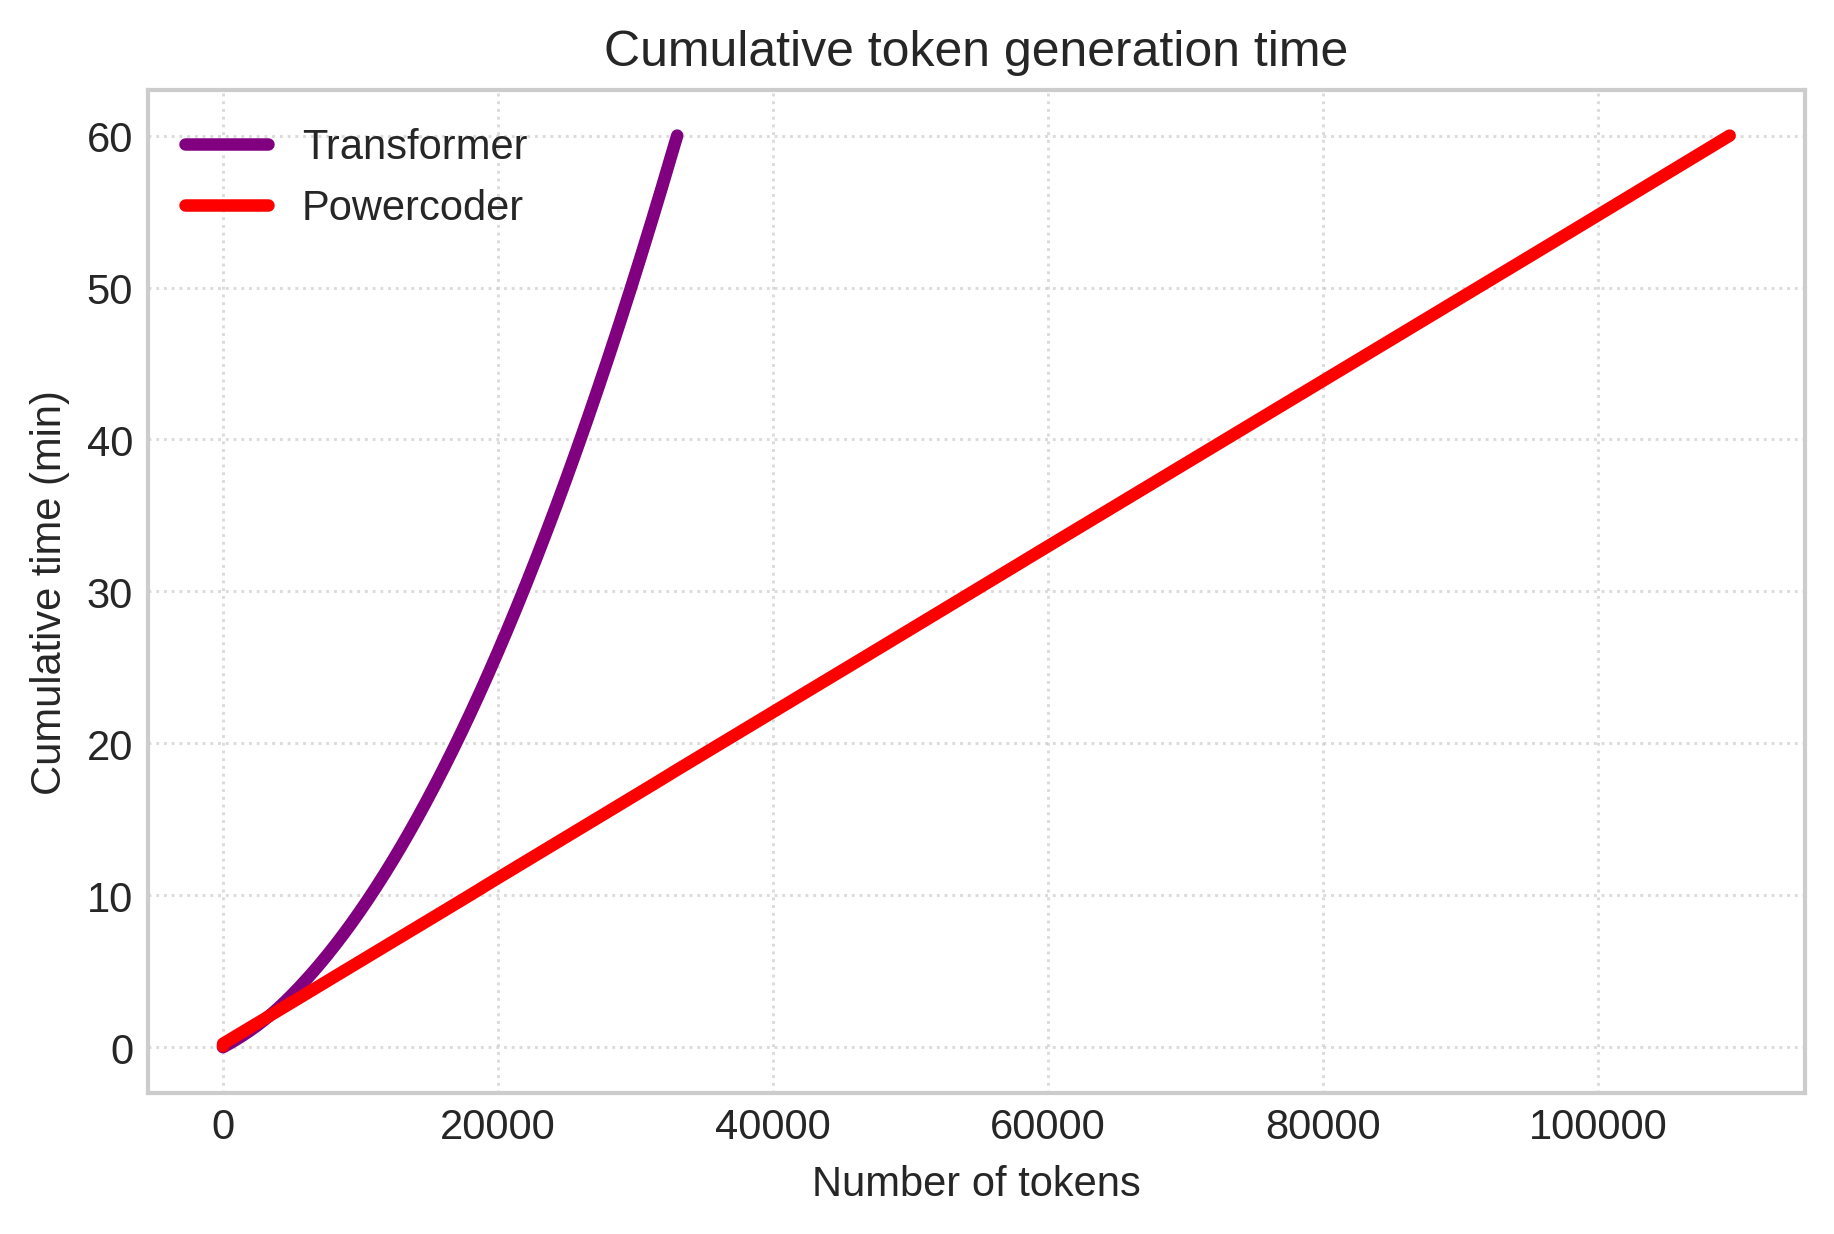 Cumulative token generation time
Transformer
Powercoder
60
50
40
30
20
10
0
Cumulative time (min)
0 20000 40000 60000 80000 100000
Number of tokens